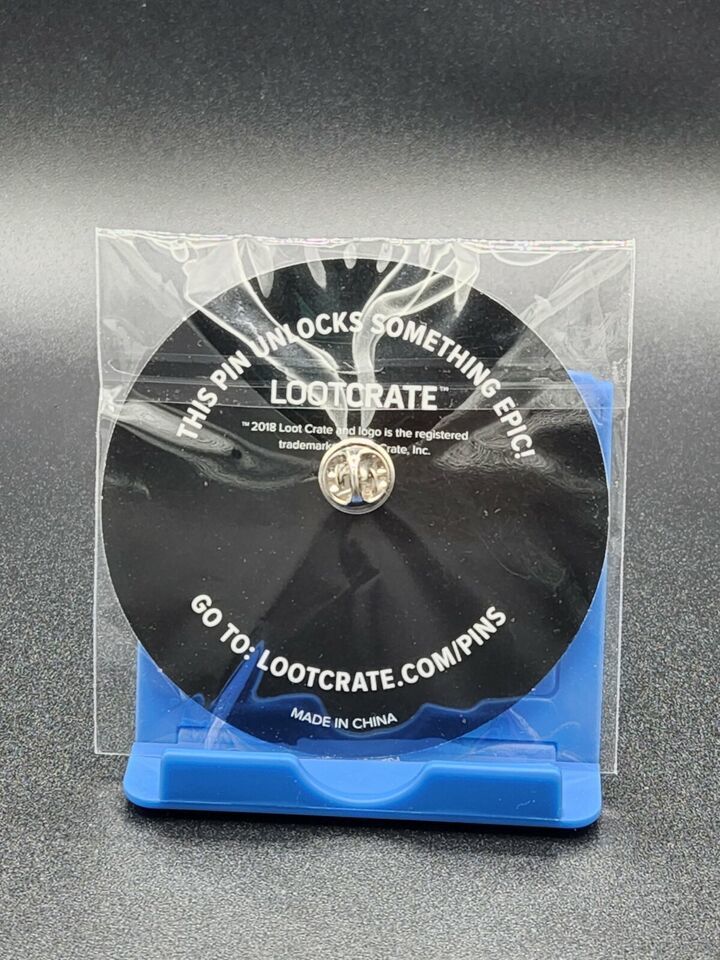 THIS PIN UNLOCKS SOMETHING EPIC!
LOOTCRATE™
™ 2018 Loot Crate and logo is the registered
trademark Crate, Inc.
GO TO: LOOTCRATE.COM/PINS
MADE IN CHINA